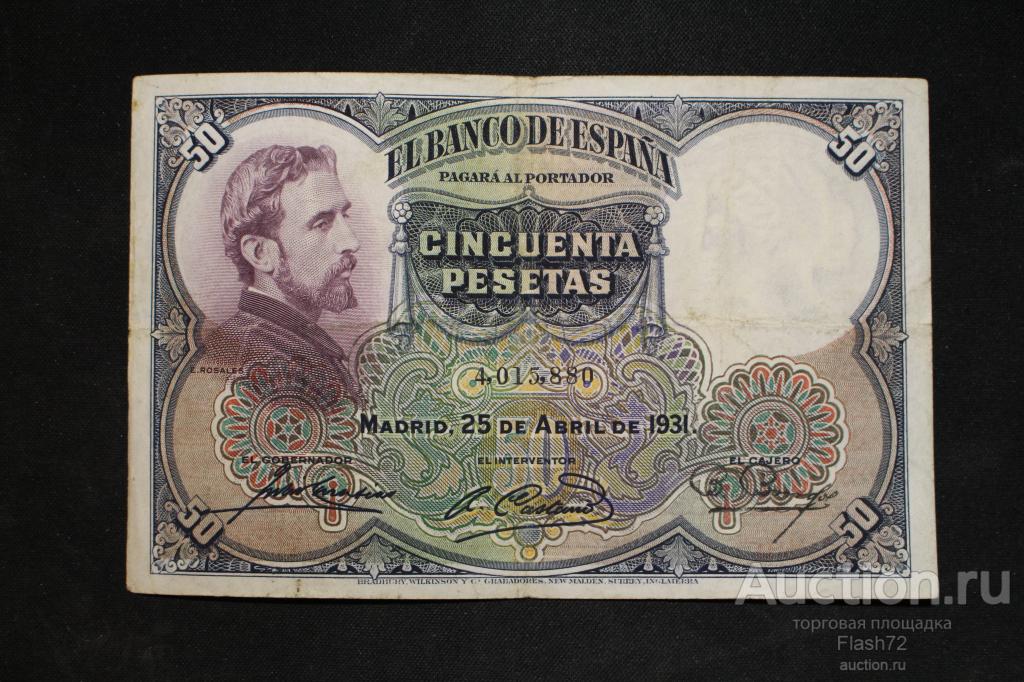 50
50
EL BANCO DE ESPAÑA
PAGARÁ AL PORTADOR
CINCUENTA
PESETAS
E. ROSALES
4,015,880
MADRID, 25 DE ABRIL DE 1931.
EL GOBERNADOR
EL INTERVENTOR
EL CAJERO
50
50
BRADBURY, WILKINSON Y Cª GRABADORES, NEW MALDEN, SURREY, INGLATERRA
Auction.ru
торговая площадка
Flash72
auction.ru